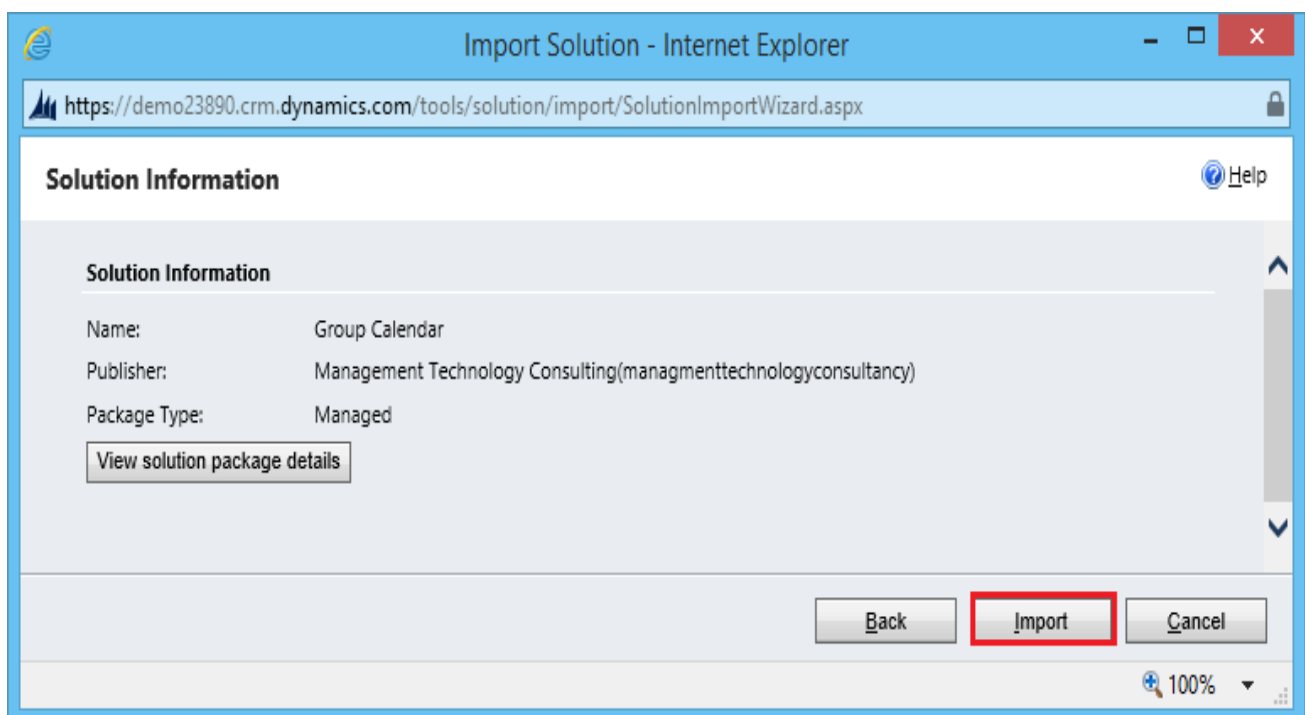 Import Solution - Internet Explorer
https://demo23890.crm.dynamics.com/tools/solution/import/SolutionImportWizard.aspx
Solution Information
Help
Solution Information
Name: Group Calendar
Publisher: Management Technology Consulting(managmenttechnologyconsultancy)
Package Type: Managed
View solution package details
Back Import Cancel
100%